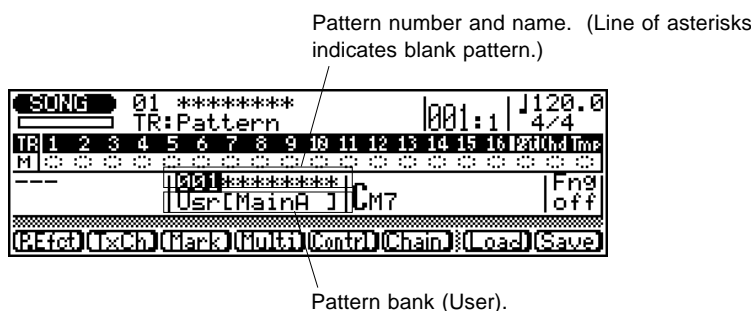 Pattern number and name. (Line of asterisks
indicates blank pattern.)
SONG 01 ******** 001:1 ♩120.0
TR:Pattern 4/4
TR 1 2 3 4 5 6 7 8 9 10 11 12 13 14 15 16 Chd Tmp
M
--- 001******** CM7 Fng
Usr[MainA ] off
(R.Efct)(TxCh)(Mark)(Multi)(Contrl)(Chain)(Load)(Save)
Pattern bank (User).